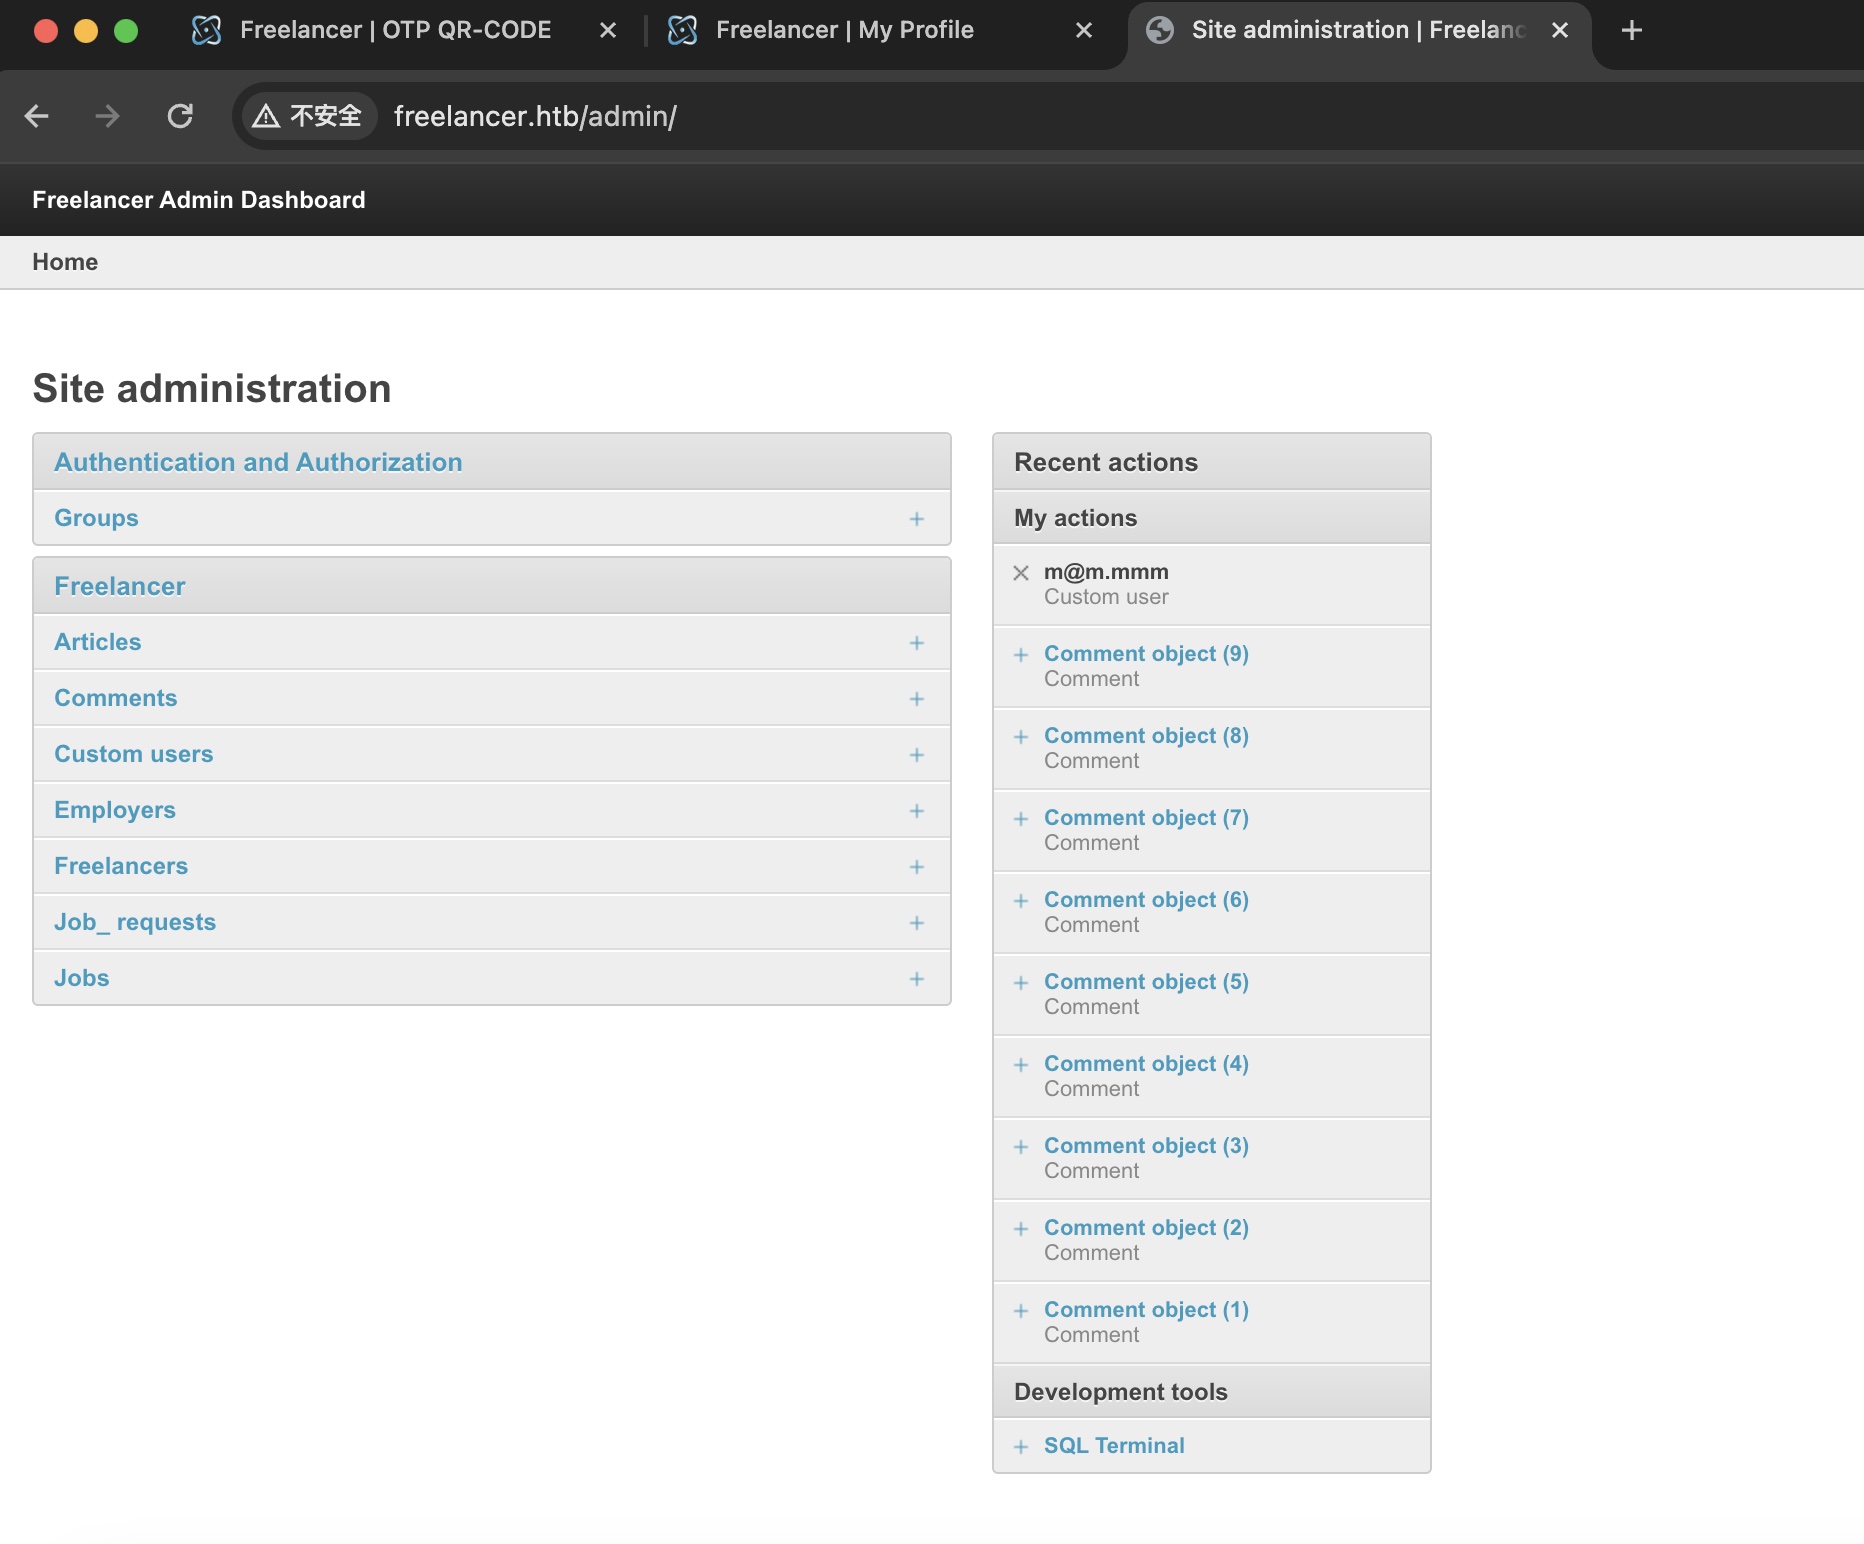 Freelancer | OTP QR-CODE
Freelancer | My Profile
Site administration | Freelanc
不安全
freelancer.htb/admin/
Freelancer Admin Dashboard
Home
Site administration
Authentication and Authorization
Groups
Freelancer
Articles
Comments
Custom users
Employers
Freelancers
Job_ requests
Jobs
Recent actions
My actions
m@m.mmm
Custom user
Comment object (9)
Comment
Comment object (8)
Comment
Comment object (7)
Comment
Comment object (6)
Comment
Comment object (5)
Comment
Comment object (4)
Comment
Comment object (3)
Comment
Comment object (2)
Comment
Comment object (1)
Comment
Development tools
SQL Terminal